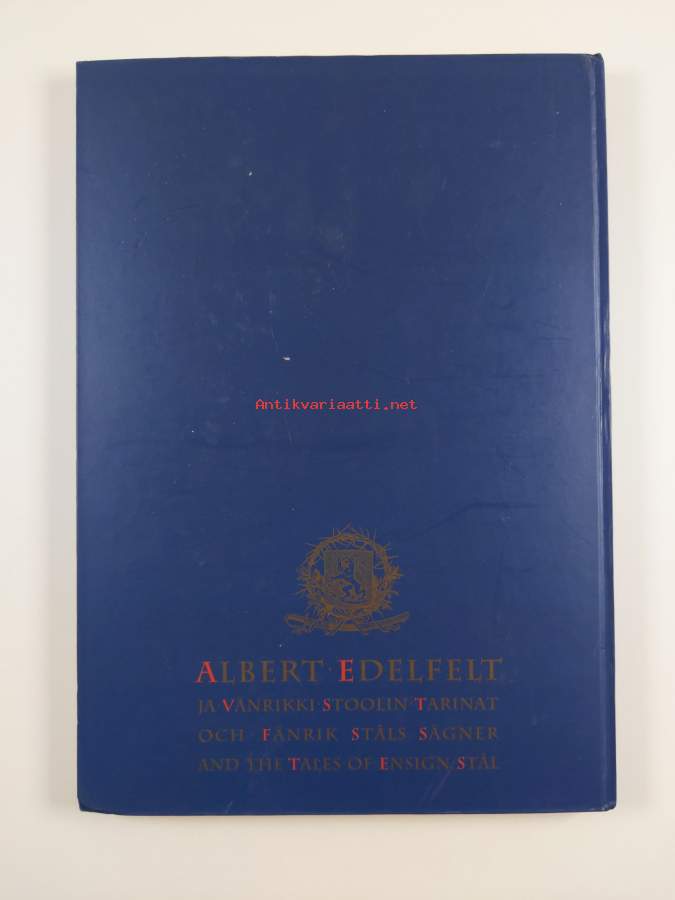 Antikvariaatti.net
ALBERT · EDELFELT
JA VÄNRIKKI · STOOLIN · TARINAT
OCH · FÄNRIK STÅLS SÄGNER
AND THE TALES OF ENSIGN STÅL